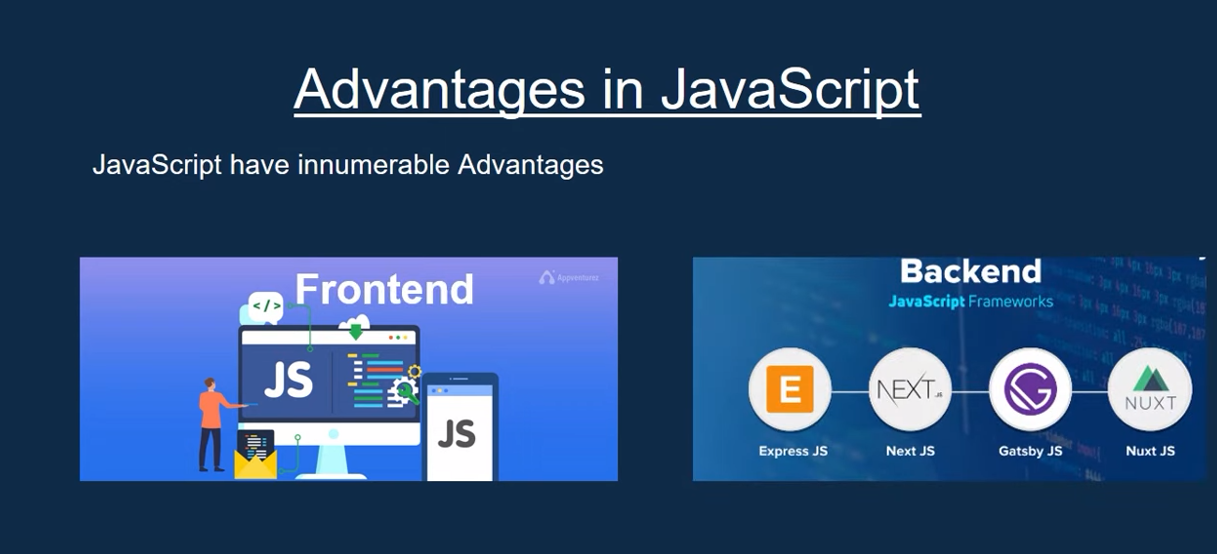 Advantages in JavaScript
JavaScript have innumerable Advantages
Frontend
Appventurez
</>
JS
JS
Backend
JavaScript Frameworks
E
NEXT.JS
G
NUXT
Express JS
Next JS
Gatsby JS
Nuxt JS